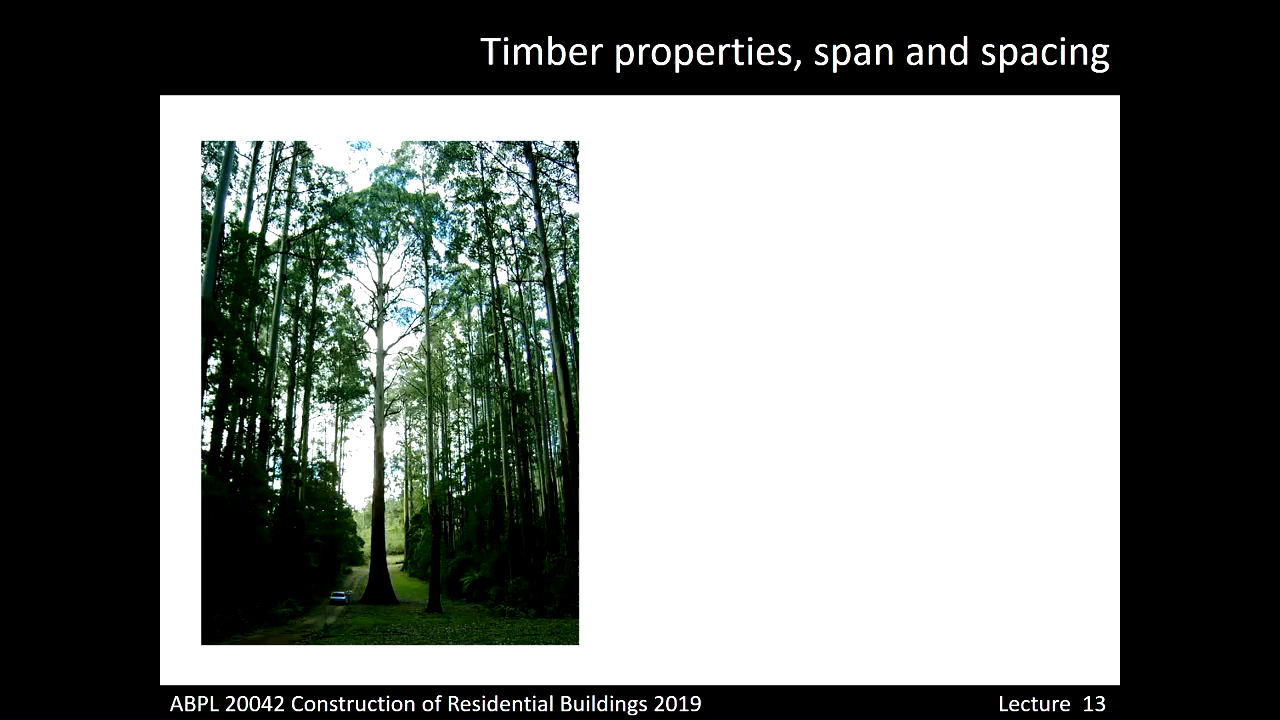 Timber properties, span and spacing
ABPL 20042 Construction of Residential Buildings 2019
Lecture 13